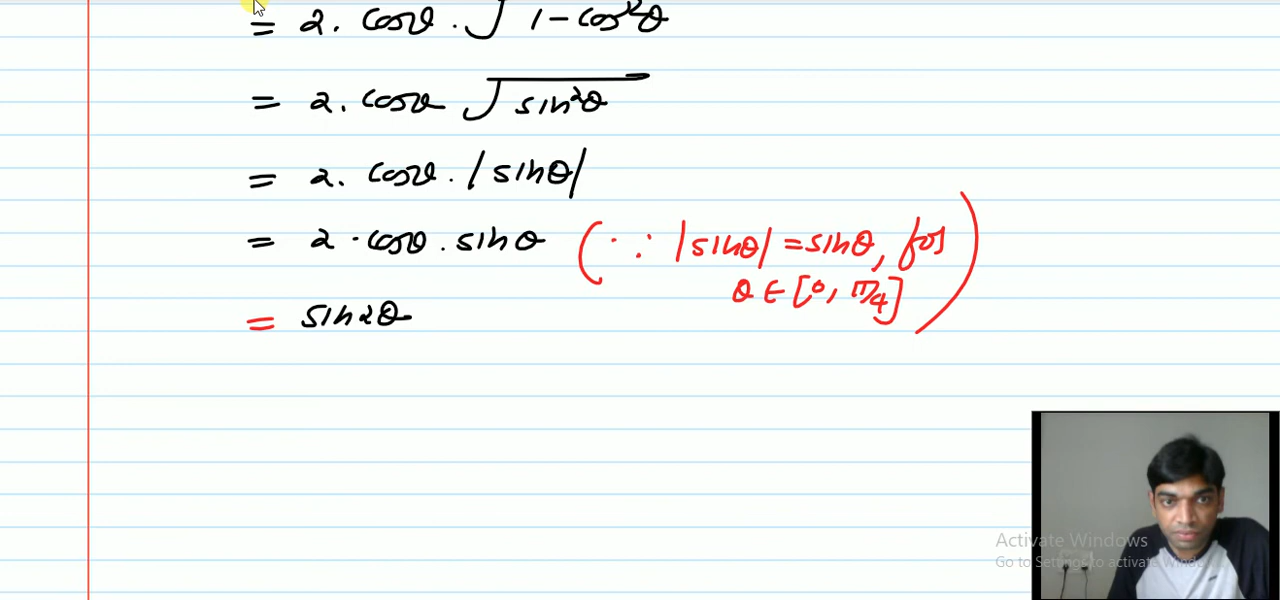 = 2. cosθ. √1 - cos²θ
= 2. cosθ √sin²θ
= 2. cosθ. |sinθ|
= 2 · cosθ. sinθ (∵ |sinθ| = sinθ, for
θ ∈ [0, π/4])
= sin2θ
Activate Windows
Go to Settings to activate Windows.